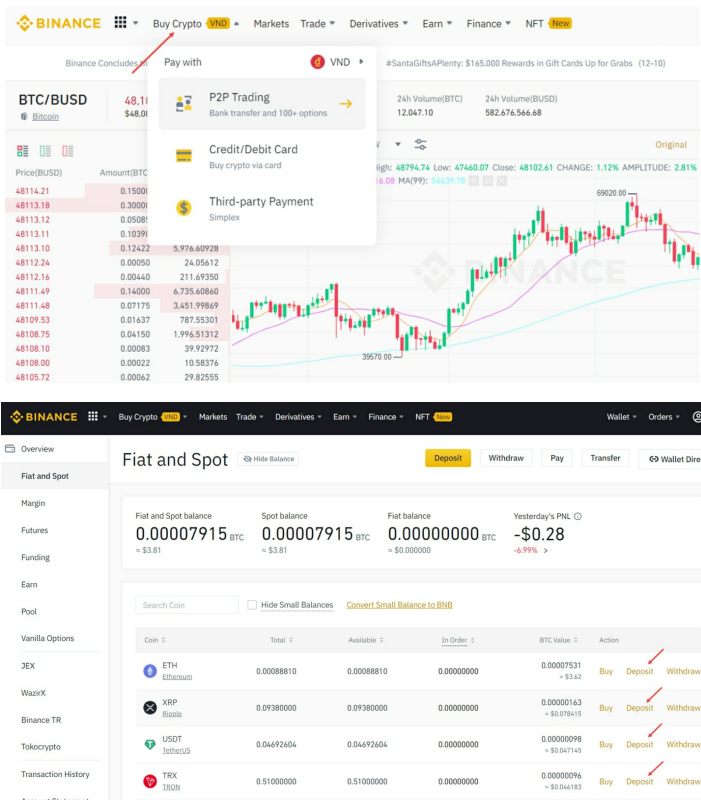 BINANCE Buy Crypto VND Markets Trade Derivatives Earn Finance NFT New
Binance Concludes
Pay with VND
#SantaGiftsAPlenty: $165,000 Rewards in Gift Cards Up for Grabs (12-10)
BTC/BUSD
Bitcoin
48,10
$48,08
P2P Trading
Bank transfer and 100+ options
Credit/Debit Card
Buy crypto via card
Third-party Payment
Simplex
24h Volume(BTC) 24h Volume(BUSD)
12,047.10 582,676,566.68
Original
High: 48794.74 Low: 47460.07 Close: 48102.61 CHANGE: 1.12% AMPLITUDE: 2.81%
16.08 MA(99): 54639.78
Price(BUSD) Amount(BTC
48114.21 0.15000
48113.18 0.30000
48113.12 0.05085
48113.11 0.10390
48113.10 0.12422 5,976.60928
48112.24 0.00050 24.05612
48112.16 0.00440 211.69350
48111.49 0.14000 6,735.60860
48111.48 0.07175 3,451.99869
48109.53 0.01637 787.55301
48108.75 0.04150 1,996.51312
48108.10 0.00083 39.92972
48108.00 0.00022 10.58376
48105.72 0.00062 29.82555
69020.00
BINANCE
39570.00
BINANCE Buy Crypto VND Markets Trade Derivatives Earn Finance NFT New Wallet Orders
Overview
Fiat and Spot
Margin
Futures
Funding
Earn
Pool
Vanilla Options
JEX
WazirX
Binance TR
Tokocrypto
Transaction History
Fiat and Spot Hide Balance Deposit Withdraw Pay Transfer Wallet Dire
Fiat and Spot balance Spot balance Fiat balance Yesterday's PNL
0.00007915 BTC 0.00007915 BTC 0.00000000 BTC -$0.28
≈ $3.81 ≈ $3.81 ≈ $0.000000 -6.99% >
Search Coin Hide Small Balances Convert Small Balance to BNB
Coin Total Available In Order BTC Value Action
ETH 0.00088810 0.00088810 0.00000000 0.00007531 Buy Deposit Withdraw
Ethereum ≈ $3.62
XRP 0.09380000 0.09380000 0.00000000 0.00000163 Buy Deposit Withdraw
Ripple ≈ $0.078415
USDT 0.04692604 0.04692604 0.00000000 0.00000098 Buy Deposit Withdraw
TetherUS ≈ $0.047145
TRX 0.51000000 0.51000000 0.00000000 0.00000096 Buy Deposit Withdraw
TRON ≈ $0.046183